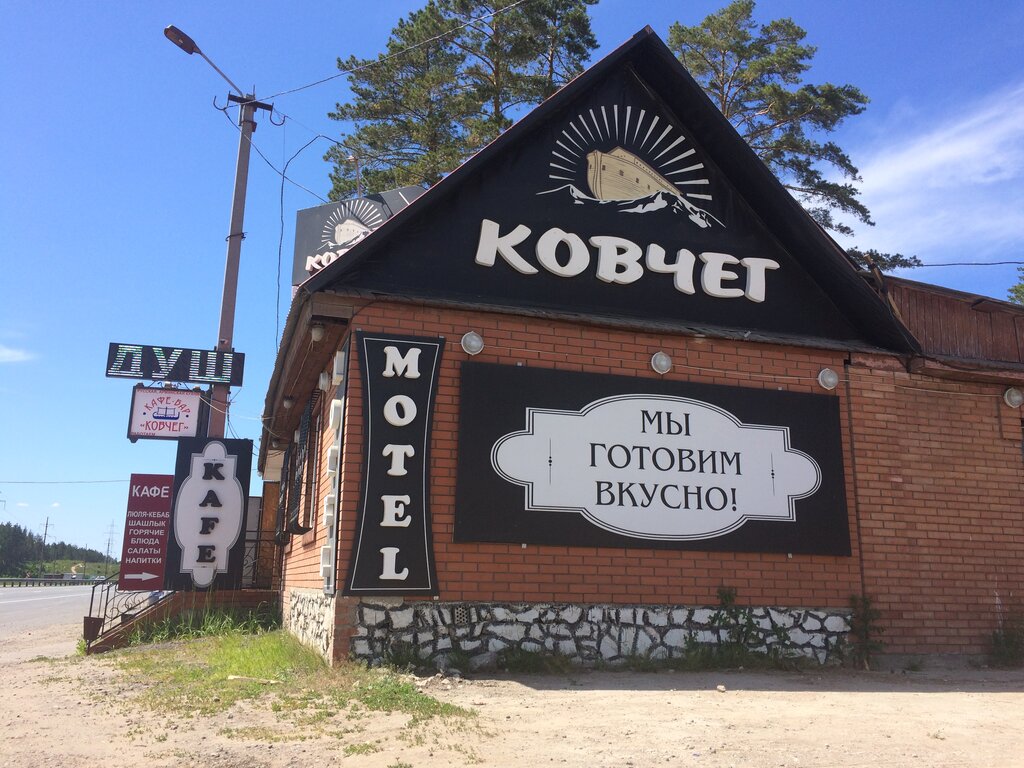 КОВЧЕГ
МЫ
ГОТОВИМ
ВКУСНО!
MOTEL
ДУШ
КАФЕ-БАР
«КОВЧЕГ»
KAFE
КАФЕ
ЛЮЛЯ-КЕБАБ
ШАШЛЫК
ГОРЯЧИЕ
БЛЮДА
САЛАТЫ
НАПИТКИ